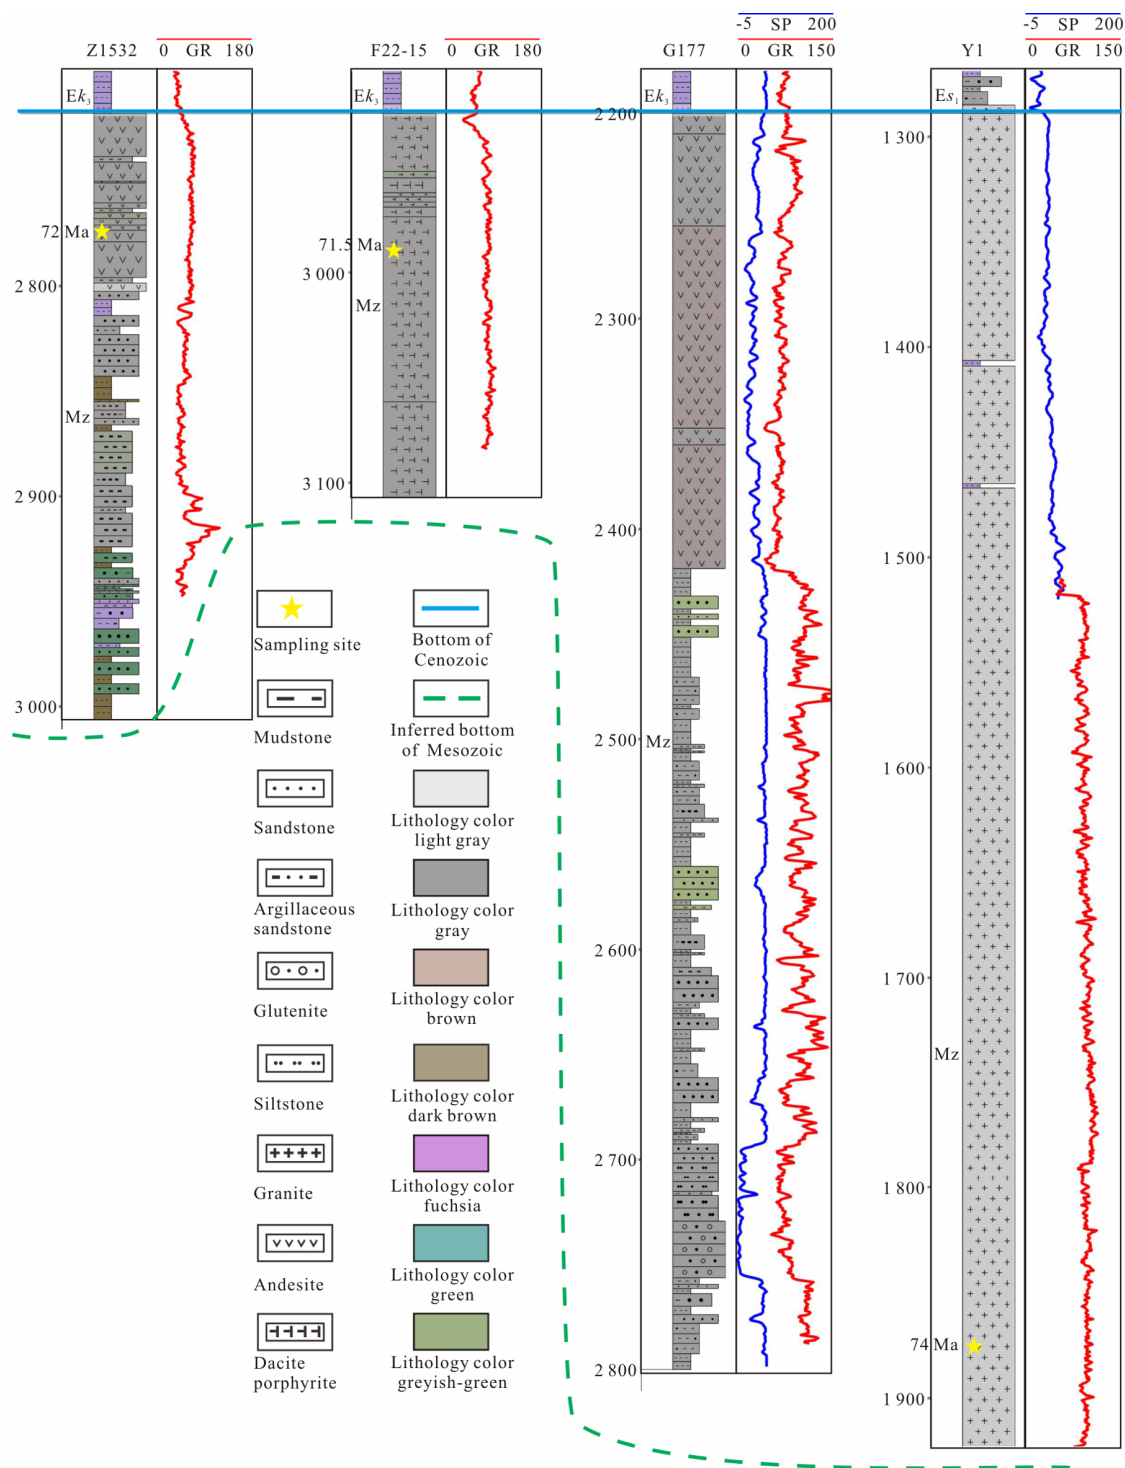 Z1532
0 GR 180
F22-15
0 GR 180
G177
-5 SP 200
0 GR 150
Y1
-5 SP 200
0 GR 150
Ek3
72 Ma
2 800
Mz
2 900
3 000
Ek3
71.5 Ma
3 000
Mz
3 100
Ek3
2 200
2 300
2 400
2 500
Mz
2 600
2 700
2 800
Es1
1 300
1 400
1 500
1 600
1 700
Mz
1 800
74 Ma
1 900
Sampling site
Mudstone
Sandstone
Argillaceous
sandstone
Glutenite
Siltstone
Granite
Andesite
Dacite
porphyrite
Bottom of
Cenozoic
Inferred bottom
of Mesozoic
Lithology color
light gray
Lithology color
gray
Lithology color
brown
Lithology color
dark brown
Lithology color
fuchsia
Lithology color
green
Lithology color
greyish-green